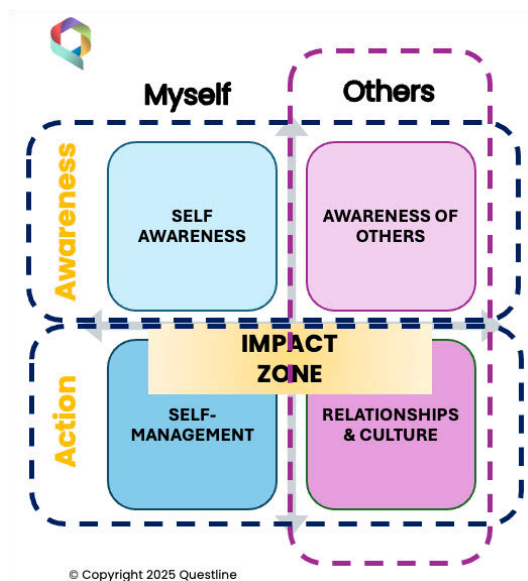 Myself
Others
Awareness
SELF
AWARENESS
AWARENESS OF
OTHERS
IMPACT
ZONE
Action
SELF-
MANAGEMENT
RELATIONSHIPS
& CULTURE
© Copyright 2025 Questline